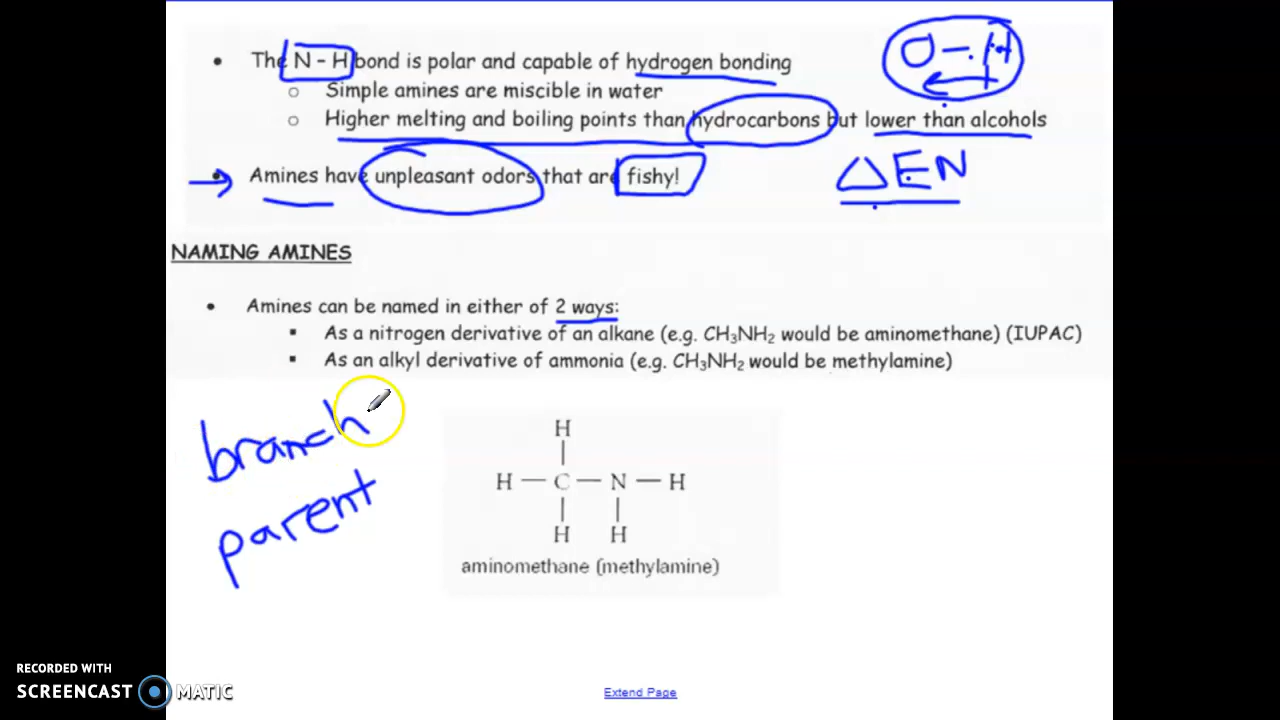 The N - H bond is polar and capable of hydrogen bonding
O - H
Simple amines are miscible in water
Higher melting and boiling points than hydrocarbons but lower than alcohols
Amines have unpleasant odors that are fishy!
Δ EN
NAMING AMINES
Amines can be named in either of 2 ways:
As a nitrogen derivative of an alkane (e.g. CH₃NH₂ would be aminomethane) (IUPAC)
As an alkyl derivative of ammonia (e.g. CH₃NH₂ would be methylamine)
branch
parent
H
H — C — N — H
H H
aminomethane (methylamine)
RECORDED WITH
SCREENCAST MATIC
Extend Page